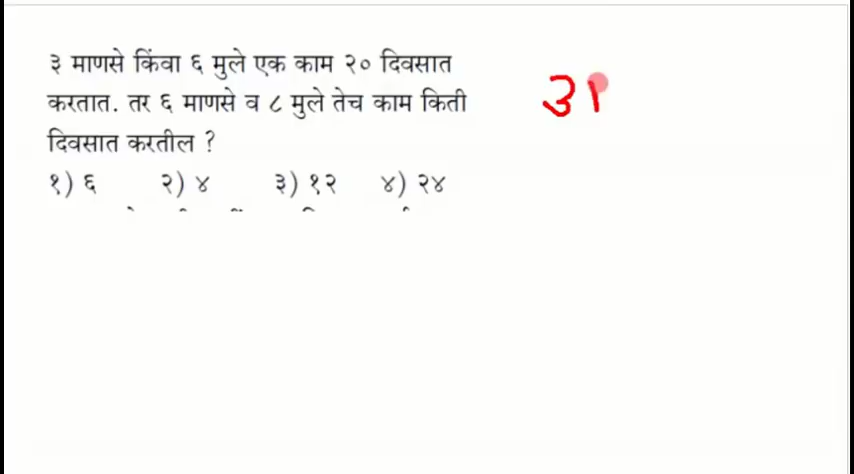 ३ माणसे किंवा ६ मुले एक काम २० दिवसात
करतात. तर ६ माणसे व ८ मुले तेच काम किती
दिवसात करतील ?
१) ६ २) ४ ३) १२ ४) २४